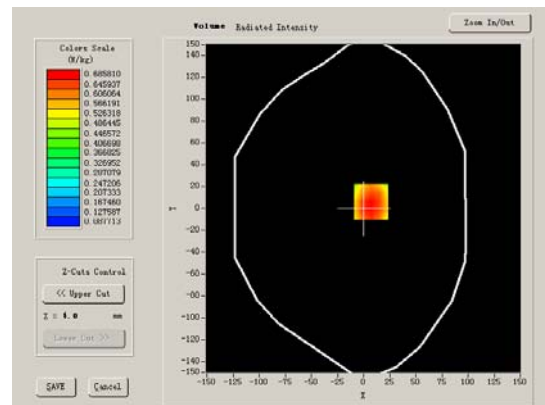 Volume Radiated Intensity
Zoom In/Out
Colors Scale
(W/kg)
0.685810
0.645937
0.606064
0.566191
0.526318
0.486445
0.446572
0.406698
0.366825
0.326952
0.287079
0.247206
0.207333
0.167460
0.127587
0.087713
Z-Cuts Control
<< Upper Cut
Z = 4.0 mm
Lower Cut >>
SAVE
Cancel
150
140
120
100
80
60
40
20
0
-20
-40
-60
-80
-100
-120
-140
-150
Y
-150 -125 -100 -75 -50 -25 0 25 50 75 100 125 150
X